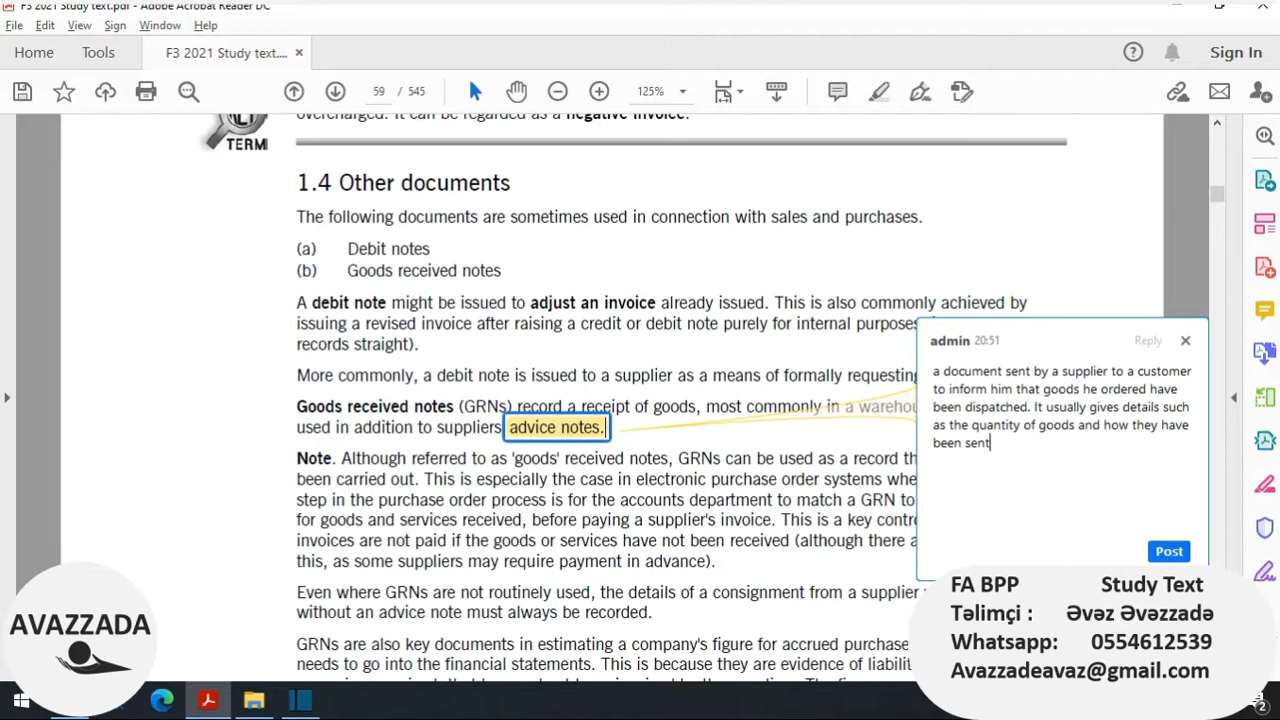 F3 2021 Study text.pdf - Adobe Acrobat Reader DC
File Edit View Sign Window Help
Home Tools F3 2021 Study text.... × Sign In
59 / 545 125%
overcharged. It can be regarded as a negative invoice.
TERM
1.4 Other documents
The following documents are sometimes used in connection with sales and purchases.
(a) Debit notes
(b) Goods received notes
A debit note might be issued to adjust an invoice already issued. This is also commonly achieved by
issuing a revised invoice after raising a credit or debit note purely for internal purposes
records straight).
More commonly, a debit note is issued to a supplier as a means of formally requesting
Goods received notes (GRNs) record a receipt of goods, most commonly in a warehou
used in addition to suppliers advice notes.
Note. Although referred to as 'goods' received notes, GRNs can be used as a record th
been carried out. This is especially the case in electronic purchase order systems whe
step in the purchase order process is for the accounts department to match a GRN to
for goods and services received, before paying a supplier's invoice. This is a key contr
invoices are not paid if the goods or services have not been received (although there a
this, as some suppliers may require payment in advance).
Even where GRNs are not routinely used, the details of a consignment from a supplier
without an advice note must always be recorded.
GRNs are also key documents in estimating a company's figure for accrued purchase
needs to go into the financial statements. This is because they are evidence of liabili
admin 20:51 Reply ×
a document sent by a supplier to a customer
to inform him that goods he ordered have
been dispatched. It usually gives details such
as the quantity of goods and how they have
been sent
Post
AVAZZADA
FA BPP Study Text
Təlimçi : Əvəz Əvəzzadə
Whatsapp: 0554612539
Avazzadeavaz@gmail.com
2